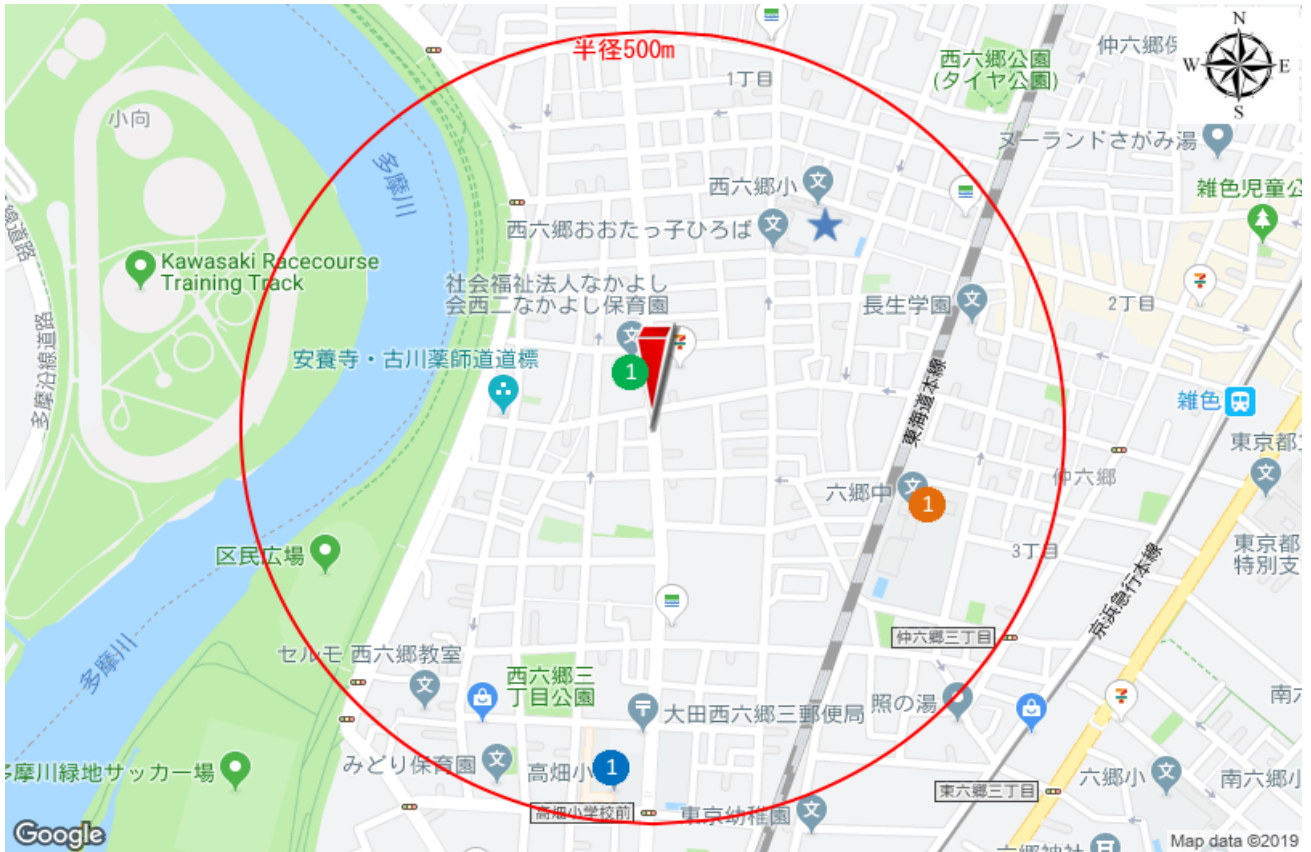 半径500m
N
W
E
S
仲六郷
西六郷公園
(タイヤ公園)
1丁目
小向
多摩川
ヌーランドさがみ湯
西六郷小
雑色児童公
西六郷おおたっ子ひろば
Kawasaki Racecourse
Training Track
社会福祉法人なかよし
会西二なかよし保育園
長生学園
2丁目
多摩沿線道路
安養寺・古川薬師道道標
1
東海道本線
雑色
東京都
六郷中
1
仲六郷
区民広場
3丁目
東京都
特別支
京浜急行本線
仲六郷三丁目
多摩川
セルモ 西六郷教室
西六郷三
丁目公園
大田西六郷三郵便局
照の湯
南六
多摩川緑地サッカー場
みどり保育園
高畑小
1
六郷小
南六郷小
東六郷三丁目
高畑小学校前
東京幼稚園
六郷神社
Google
Map data ©2019